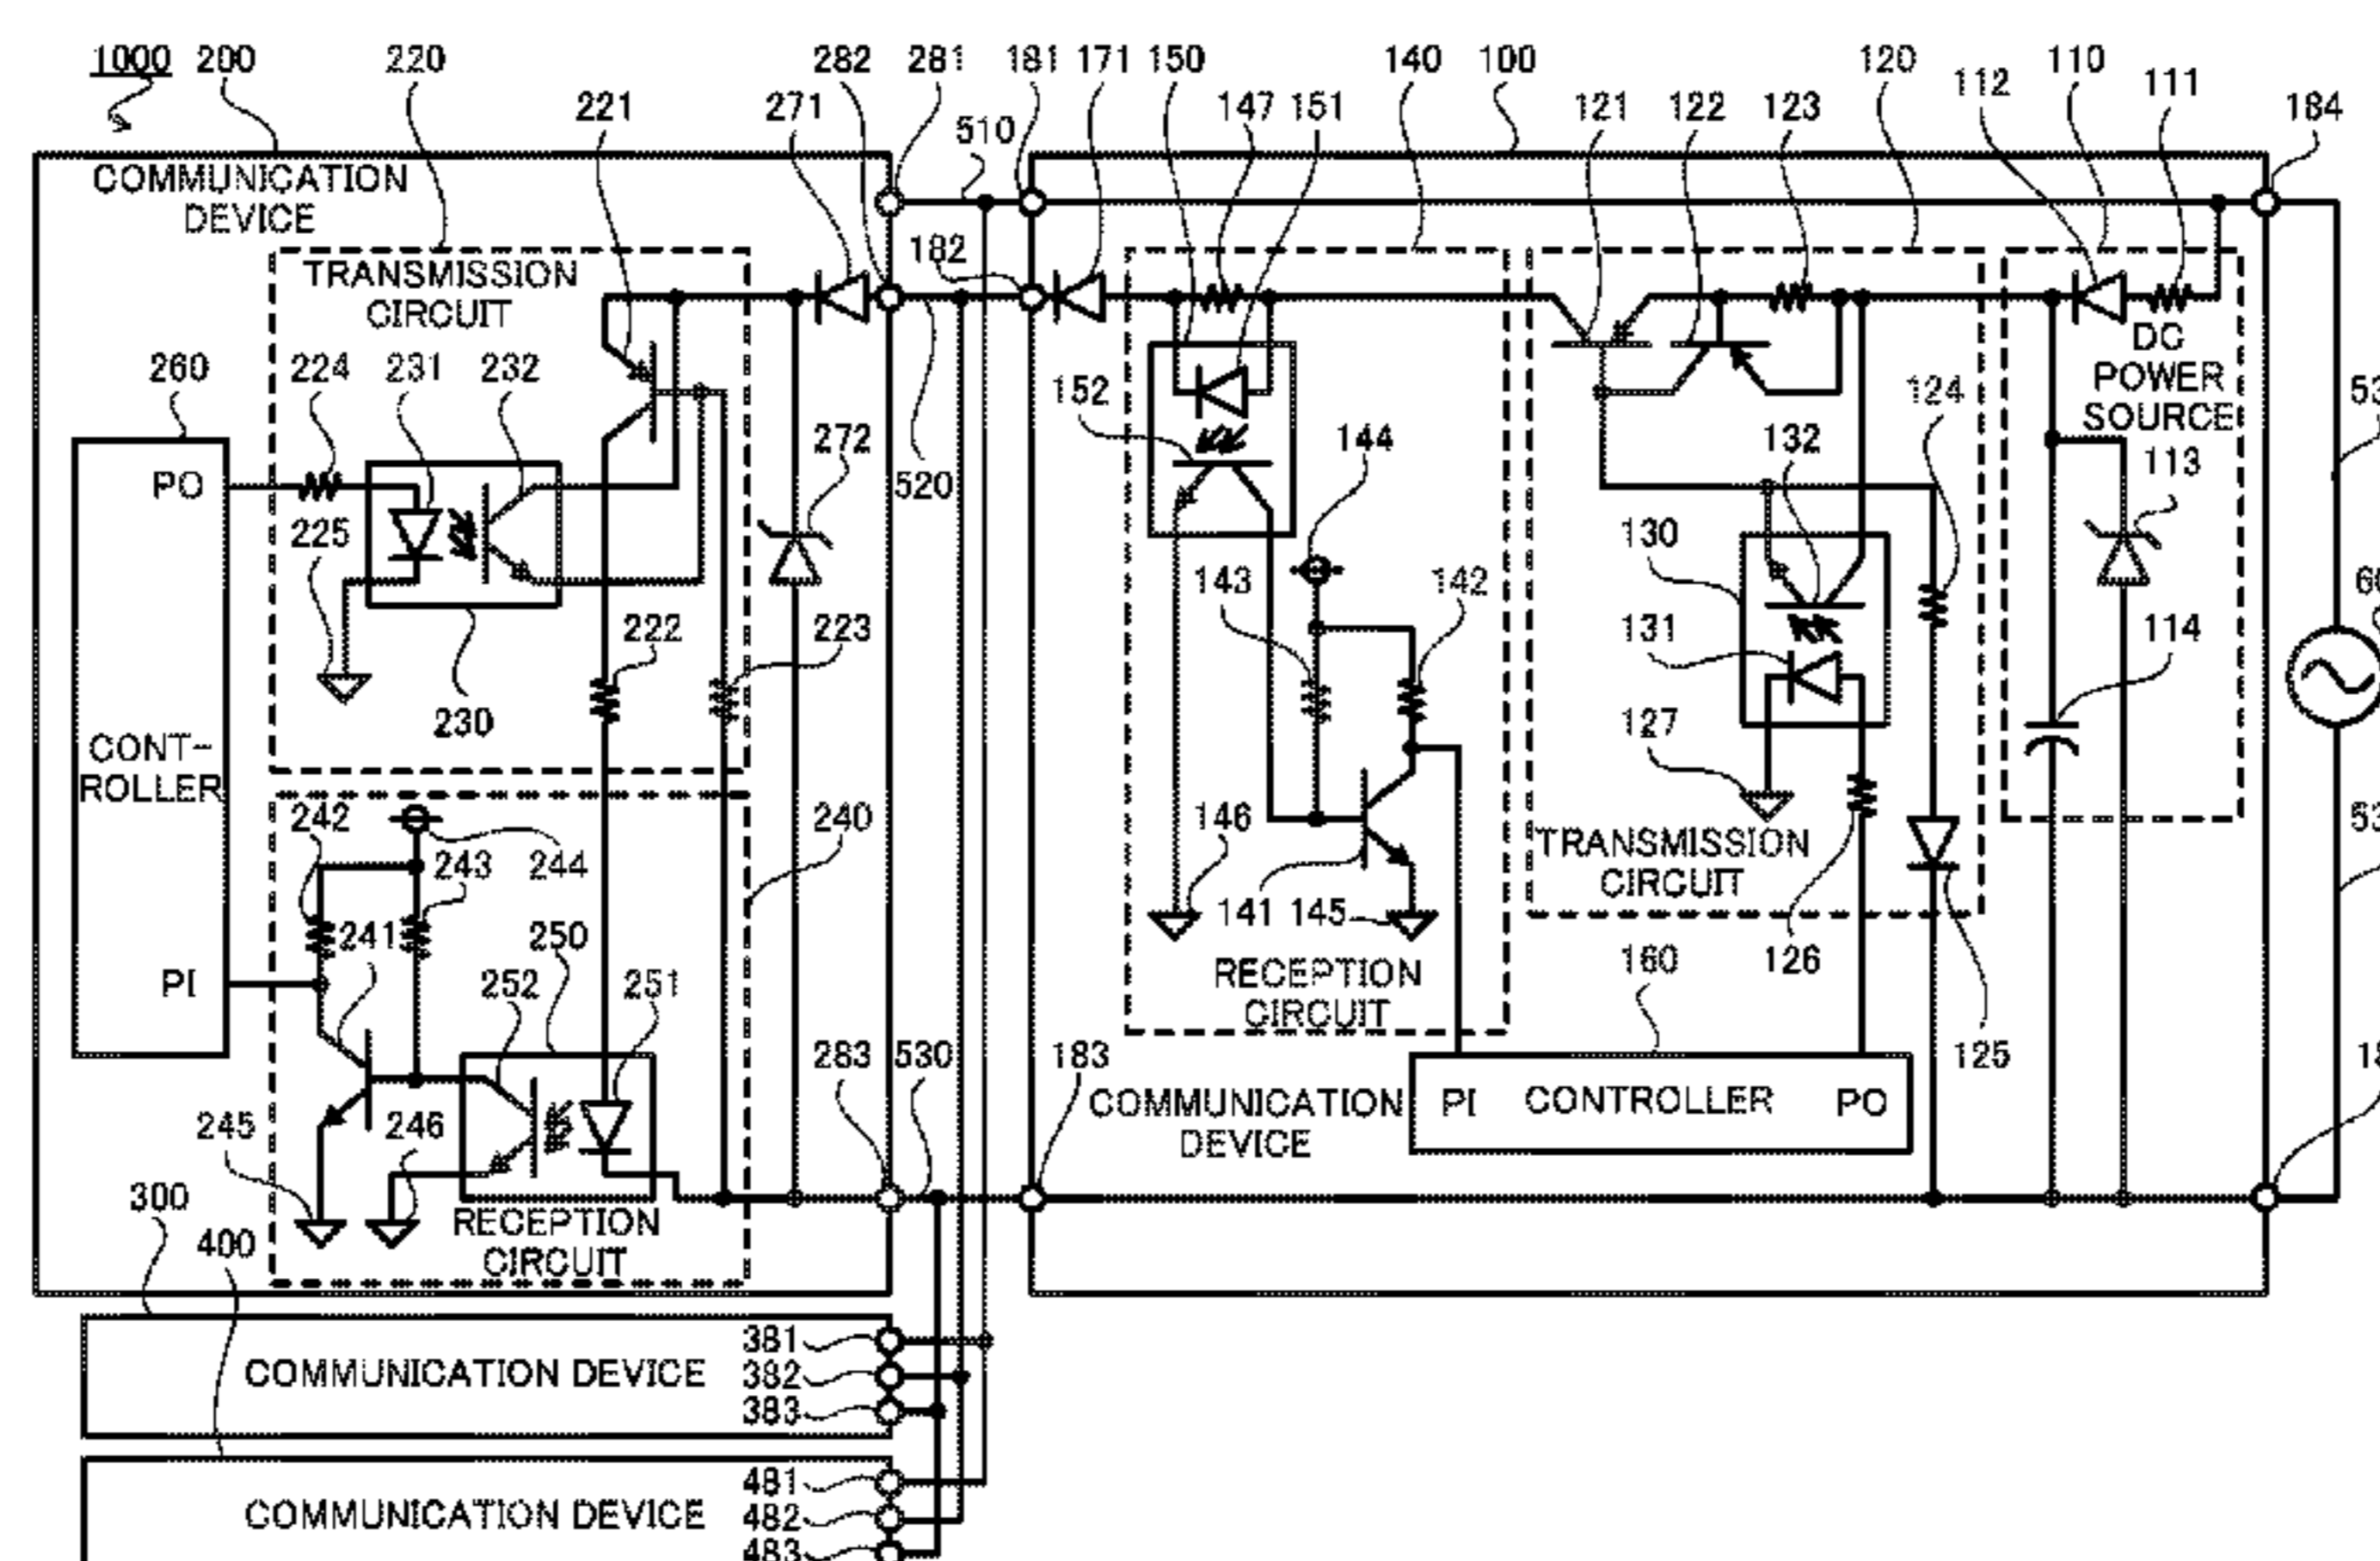 1000 200 220 282 281 181 171 150 140 100 120 110
221 271 510 147 151 121 122 123 112 111 184
COMMUNICATION
DEVICE
182
TRANSMISSION
CIRCUIT
DC
POWER
SOURCE
260 224 231 232 152 124
PO 272 520 144 132 113
225 143 142 130
222 223 131 114
230 127
CONT-
ROLLER
242 240 146
243 244 TRANSMISSION
CIRCUIT
241 250 141 145 160 126
PI 252 251 RECEPTION
CIRCUIT
283 530 183 125
COMMUNICATION
DEVICE
PI CONTROLLER PO
245 246
300 RECEPTION
CIRCUIT
400
COMMUNICATION DEVICE
381
382
383
COMMUNICATION DEVICE
481
482
483